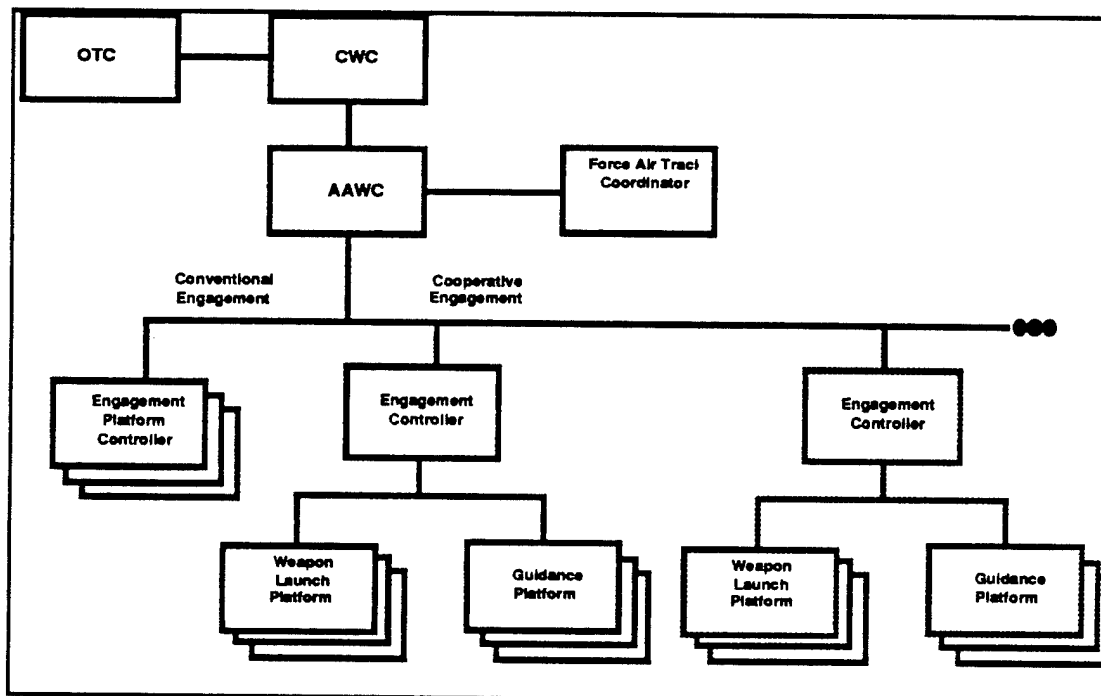 OTC
CWC
AAWC
Force Air Traci
Coordinator
Conventional
Engagement
Cooperative
Engagement
Engagement
Platform
Controller
Engagement
Controller
Engagement
Controller
Weapon
Launch
Platform
Guidance
Platform
Weapon
Launch
Platform
Guidance
Platform